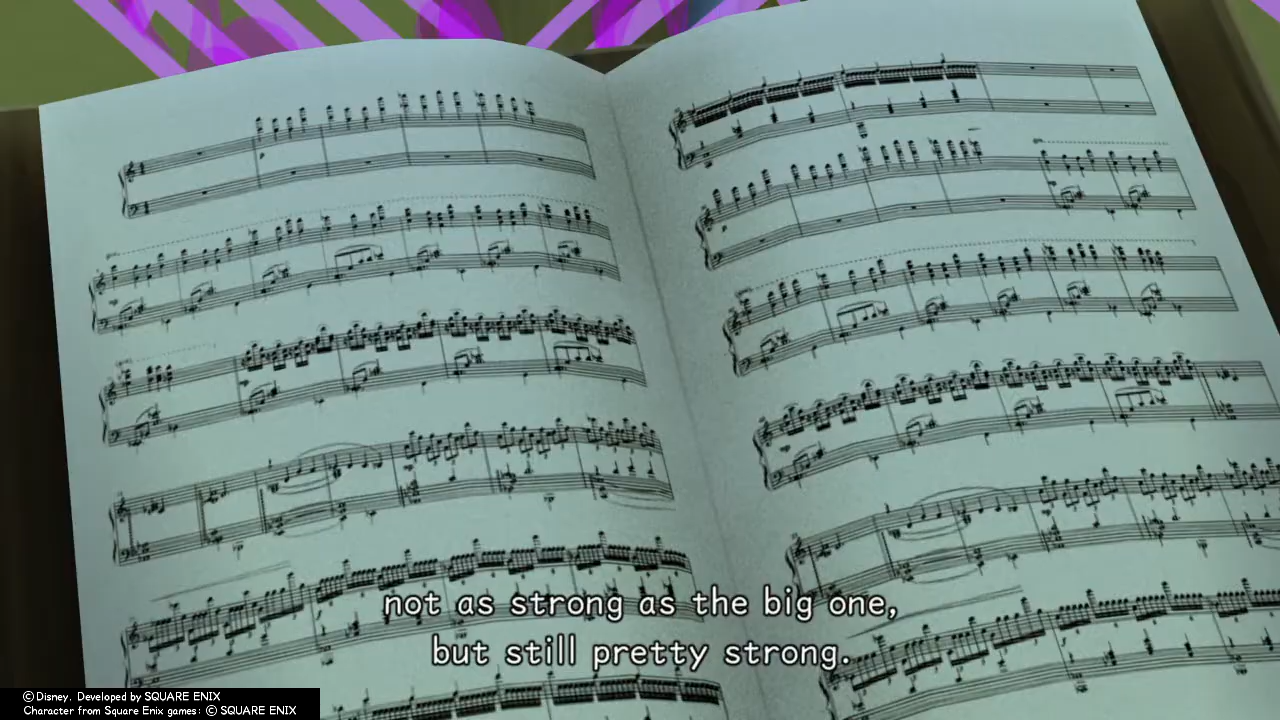 not as strong as the big one,
but still pretty strong.
©Disney. Developed by SQUARE ENIX
Character from Square Enix games: © SQUARE ENIX